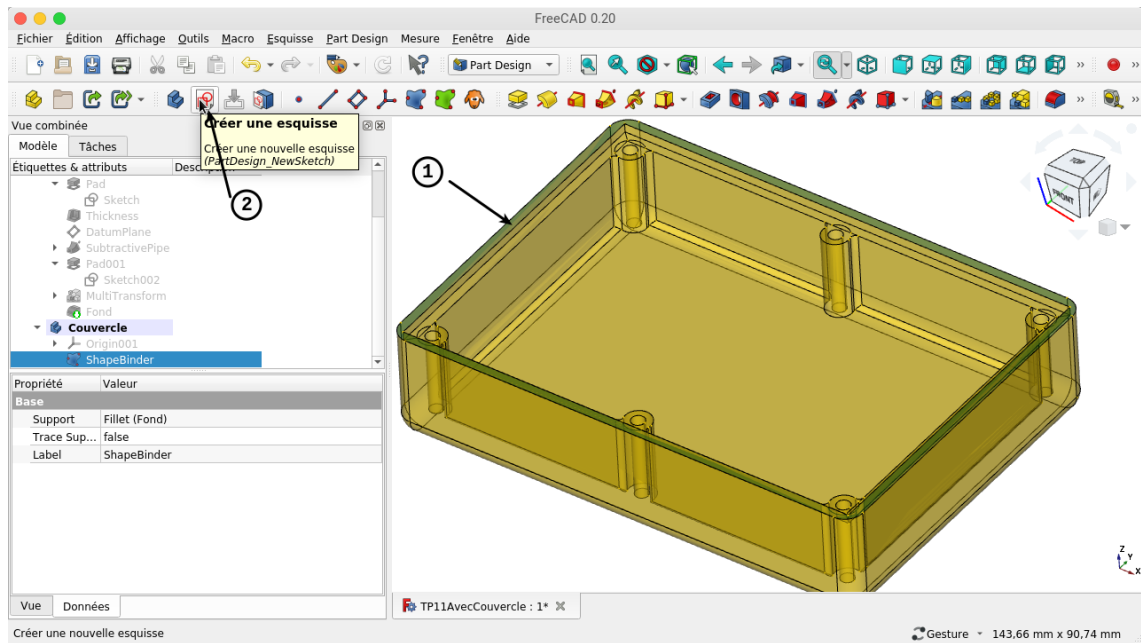 FreeCAD 0.20
Fichier Édition Affichage Outils Macro Esquisse Part Design Mesure Fenêtre Aide
Part Design
Vue combinée
Créer une esquisse
Créer une nouvelle esquisse
(PartDesign_NewSketch)
Modèle Tâches
Étiquettes & attributs
Pad
Sketch
Thickness
DatumPlane
SubtractivePipe
Pad001
Sketch002
MultiTransform
Fond
Couvercle
Origin001
ShapeBinder
1
2
TOP
FRONT
Propriété Valeur
Base
Support Fillet (Fond)
Trace Sup... false
Label ShapeBinder
Z
Y
X
Vue Données
TP11AvecCouvercle : 1*
Créer une nouvelle esquisse
Gesture 143,66 mm x 90,74 mm